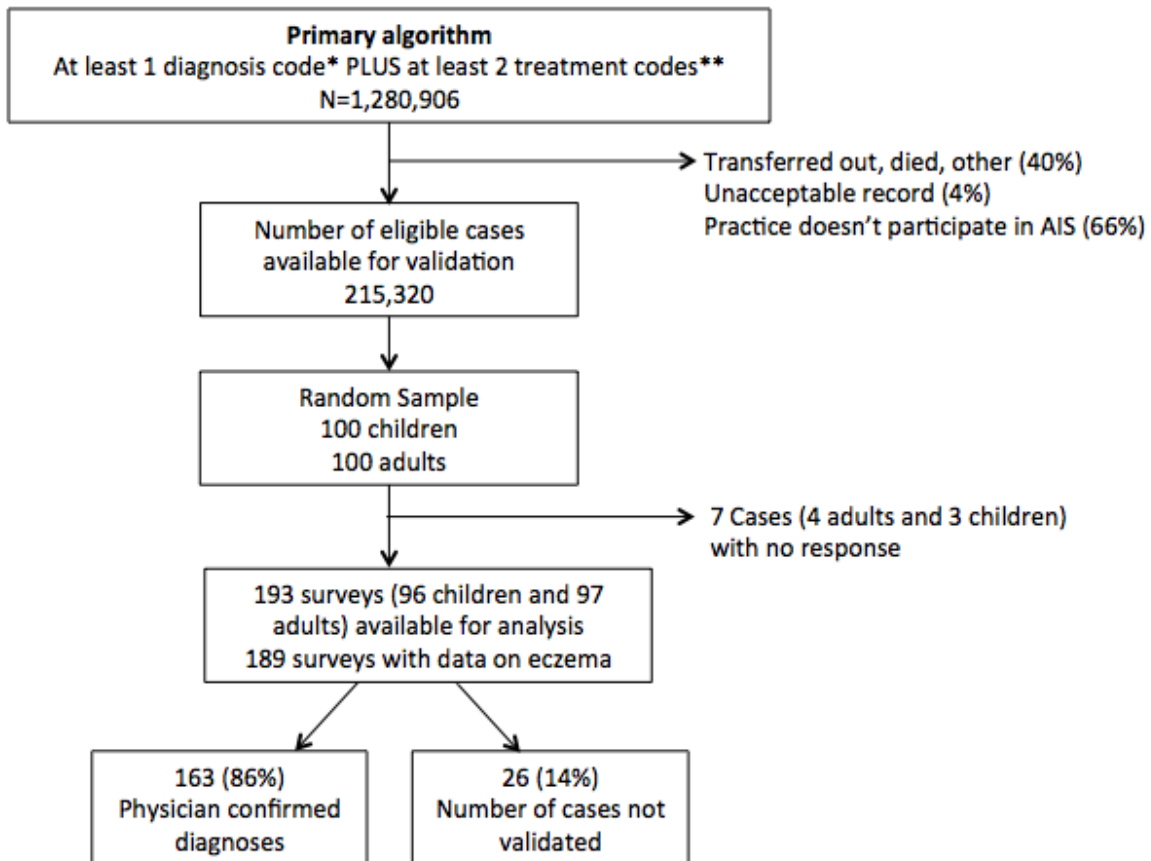 Primary algorithm
At least 1 diagnosis code* PLUS at least 2 treatment codes**
N=1,280,906
Transferred out, died, other (40%)
Unacceptable record (4%)
Practice doesn’t participate in AIS (66%)
Number of eligible cases
available for validation
215,320
Random Sample
100 children
100 adults
7 Cases (4 adults and 3 children)
with no response
193 surveys (96 children and 97
adults) available for analysis
189 surveys with data on eczema
163 (86%)
Physician confirmed
diagnoses
26 (14%)
Number of cases not
validated